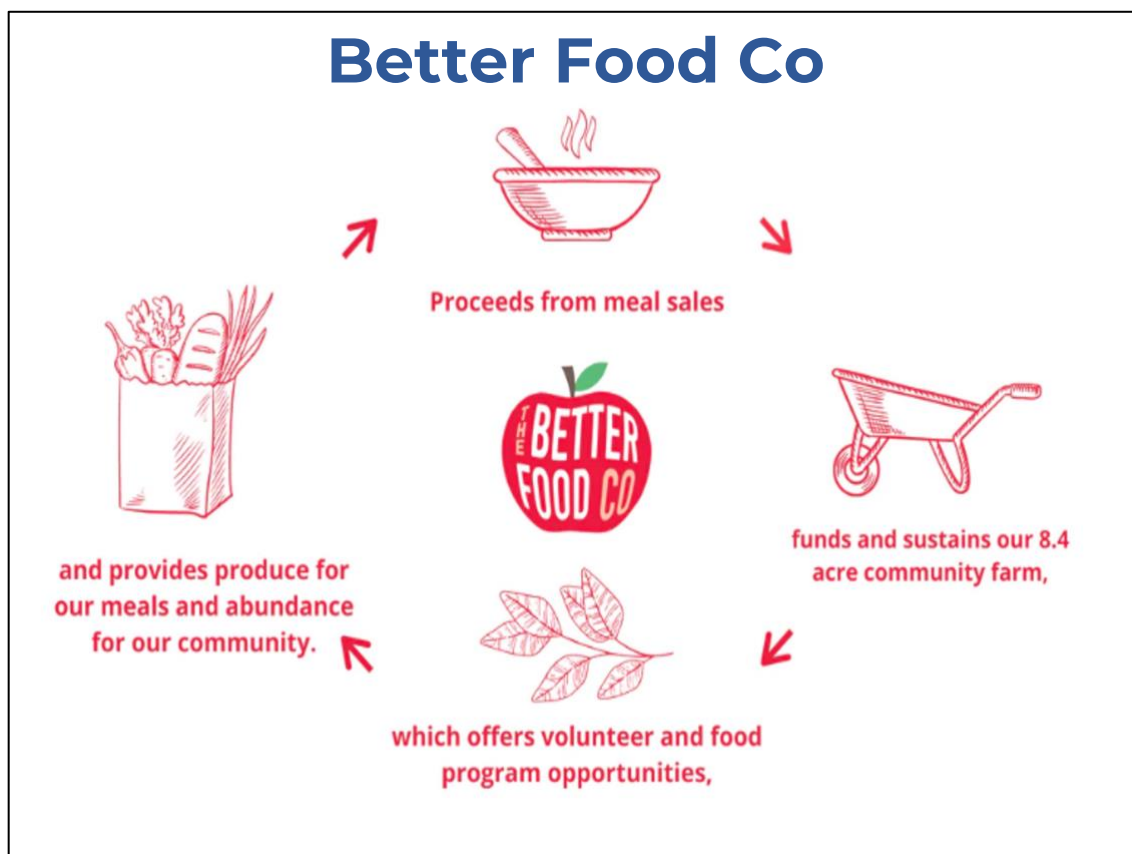 Better Food Co
Proceeds from meal sales
THE
BETTER
FOOD CO
funds and sustains our 8.4
acre community farm,
which offers volunteer and food
program opportunities,
and provides produce for
our meals and abundance
for our community.